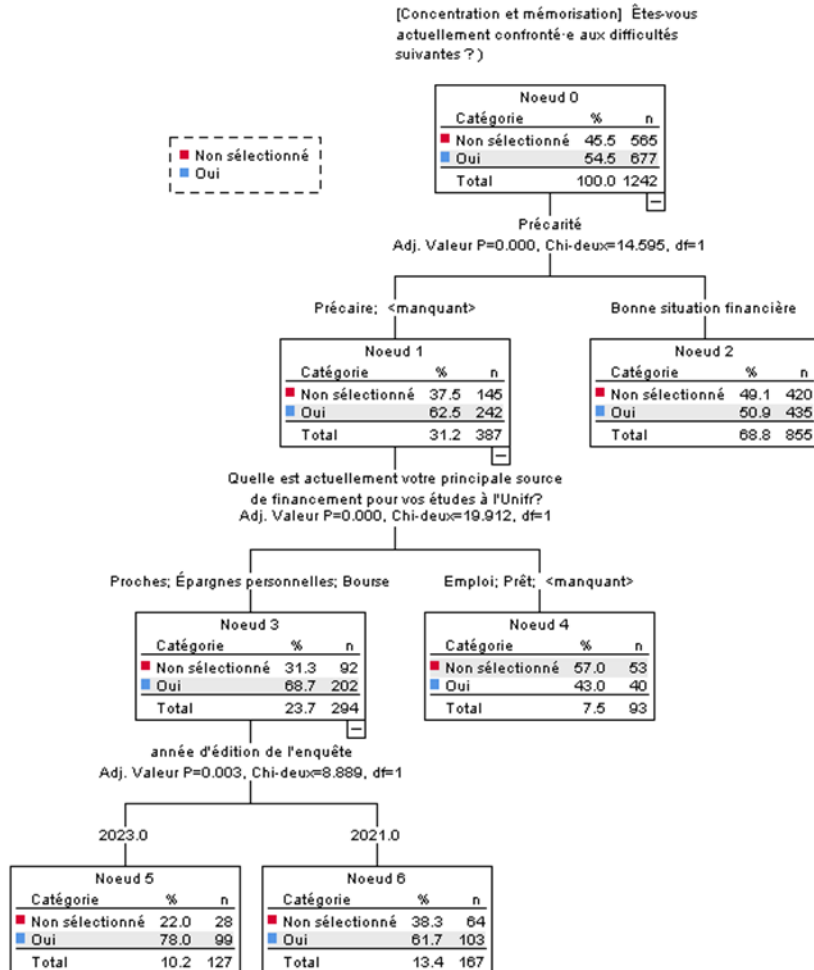 [Concentration et mémorisation] Êtes-vous
actuellement confronté·e aux difficultés
suivantes ?)
Non sélectionné
Oui
Noeud 0
Catégorie % n
Non sélectionné 45.5 565
Oui 54.5 677
Total 100.0 1242
Précarité
Adj. Valeur P=0.000, Chi-deux=14.595, df=1
Précaire; <manquant>
Bonne situation financière
Noeud 1
Catégorie % n
Non sélectionné 37.5 145
Oui 62.5 242
Total 31.2 387
Noeud 2
Catégorie % n
Non sélectionné 49.1 420
Oui 50.9 435
Total 68.8 855
Quelle est actuellement votre principale source
de financement pour vos études à l'Unifr?
Adj. Valeur P=0.000, Chi-deux=19.912, df=1
Proches; Épargnes personnelles; Bourse
Emploi; Prêt; <manquant>
Noeud 3
Catégorie % n
Non sélectionné 31.3 92
Oui 68.7 202
Total 23.7 294
Noeud 4
Catégorie % n
Non sélectionné 57.0 53
Oui 43.0 40
Total 7.5 93
année d'édition de l'enquête
Adj. Valeur P=0.003, Chi-deux=8.889, df=1
2023.0
2021.0
Noeud 5
Catégorie % n
Non sélectionné 22.0 28
Oui 78.0 99
Total 10.2 127
Noeud 6
Catégorie % n
Non sélectionné 38.3 64
Oui 61.7 103
Total 13.4 167